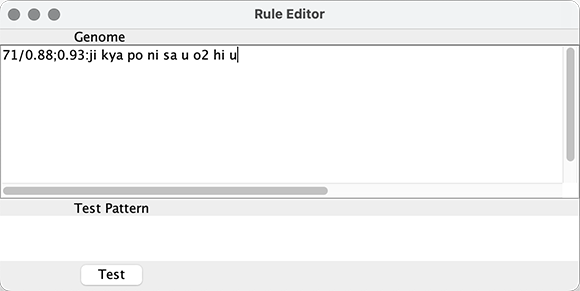 Rule Editor
Genome
71/0.88;0.93:ji kya po ni sa u o2 hi u
Test Pattern
Test